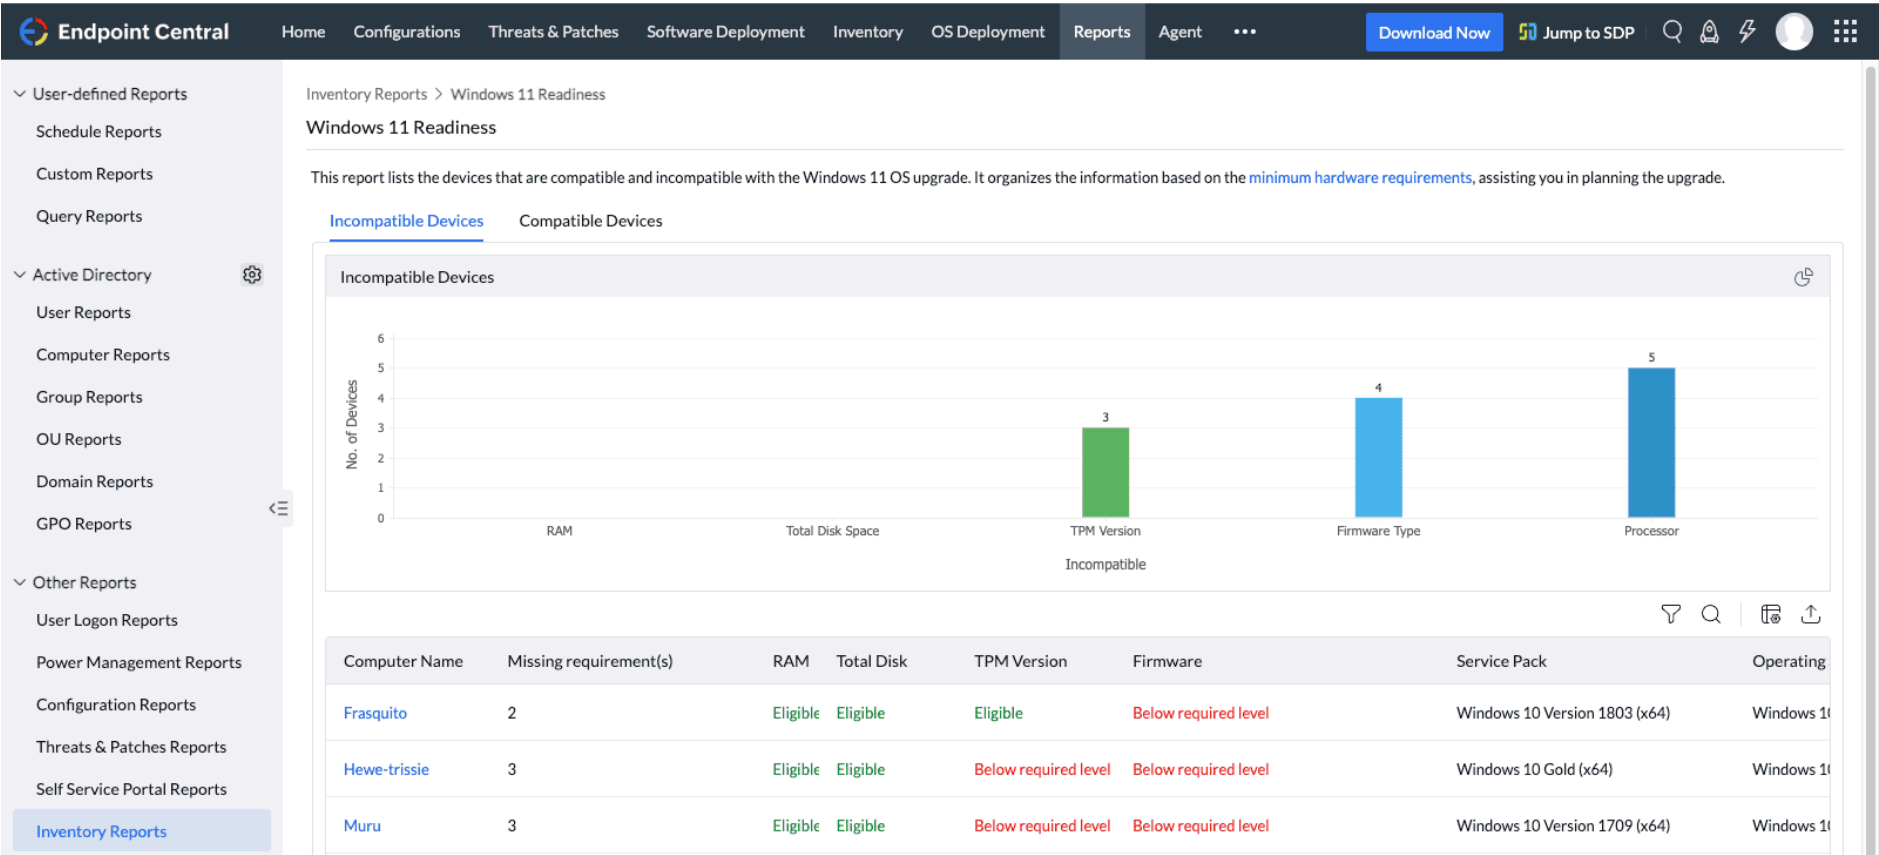 Endpoint Central
Home Configurations Threats & Patches Software Deployment Inventory OS Deployment Reports Agent ••• Download Now Jump to SDP
User-defined Reports
Schedule Reports
Custom Reports
Query Reports
Active Directory
User Reports
Computer Reports
Group Reports
OU Reports
Domain Reports
GPO Reports
Other Reports
User Logon Reports
Power Management Reports
Configuration Reports
Threats & Patches Reports
Self Service Portal Reports
Inventory Reports
Inventory Reports > Windows 11 Readiness
Windows 11 Readiness
This report lists the devices that are compatible and incompatible with the Windows 11 OS upgrade. It organizes the information based on the minimum hardware requirements, assisting you in planning the upgrade.
Incompatible Devices Compatible Devices
Incompatible Devices
No. of Devices
6
5
4
3
2
1
0
3
4
5
RAM Total Disk Space TPM Version Firmware Type Processor
Incompatible
Computer Name Missing requirement(s) RAM Total Disk TPM Version Firmware Service Pack Operating
Frasquito 2 Eligible Eligible Eligible Below required level Windows 10 Version 1803 (x64) Windows 10
Hewe-trissie 3 Eligible Eligible Below required level Below required level Windows 10 Gold (x64) Windows 10
Muru 3 Eligible Eligible Below required level Below required level Windows 10 Version 1709 (x64) Windows 10